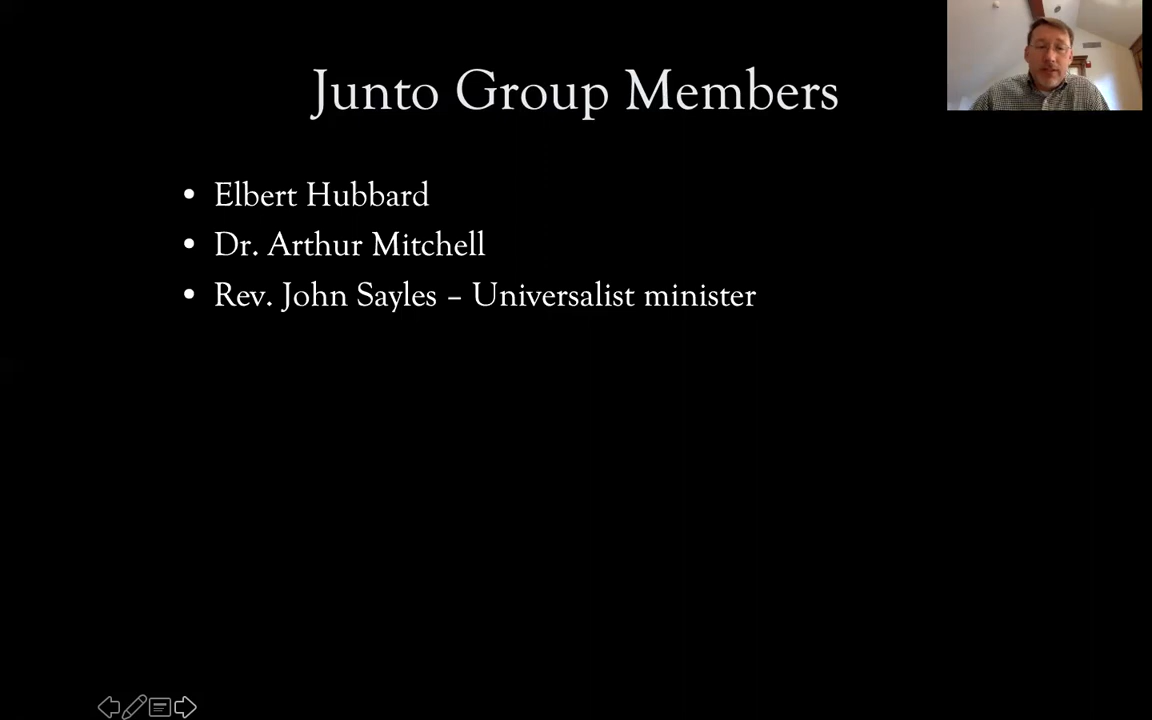 Junto Group Members
• Elbert Hubbard
• Dr. Arthur Mitchell
• Rev. John Sayles – Universalist minister